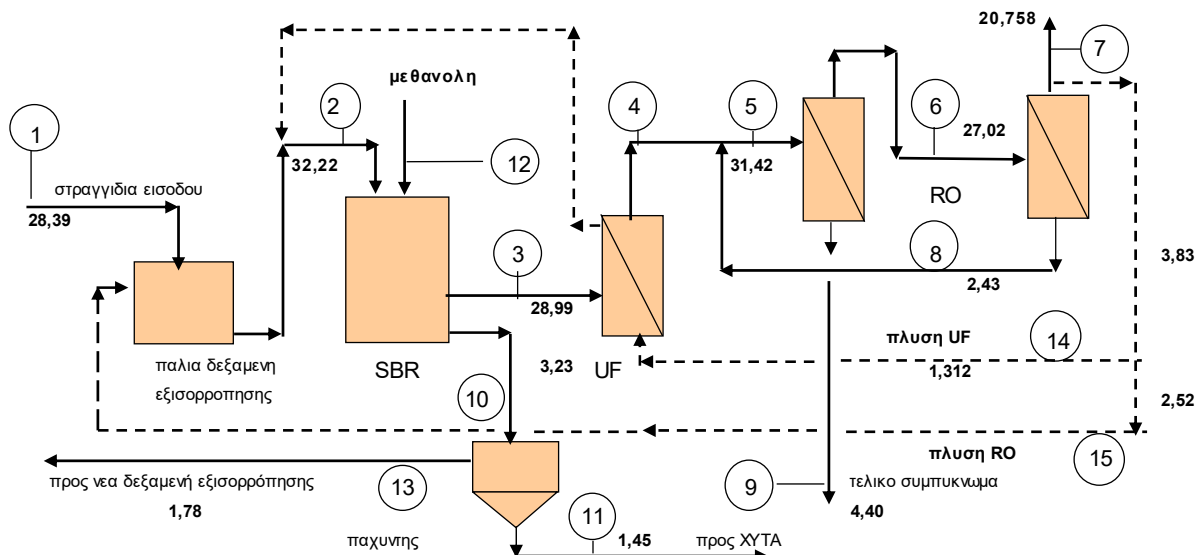 20,758
7
μεθανολη
2
4
5
6
1
27,02
32,22
31,42
12
στραγγιδια εισοδου
RO
28,39
3
8
3,83
2,43
28,99
πλυση UF
14
SBR
3,23
UF
1,312
παλια δεξαμενη
εξισορροπησης
10
2,52
πλυση RO
15
προς νεα δεξαμενή εξισορρόπησης
13
9
τελικο συμπυκνωμα
1,78
4,40
11
παχυντης
1,45
προς ΧΥΤΑ